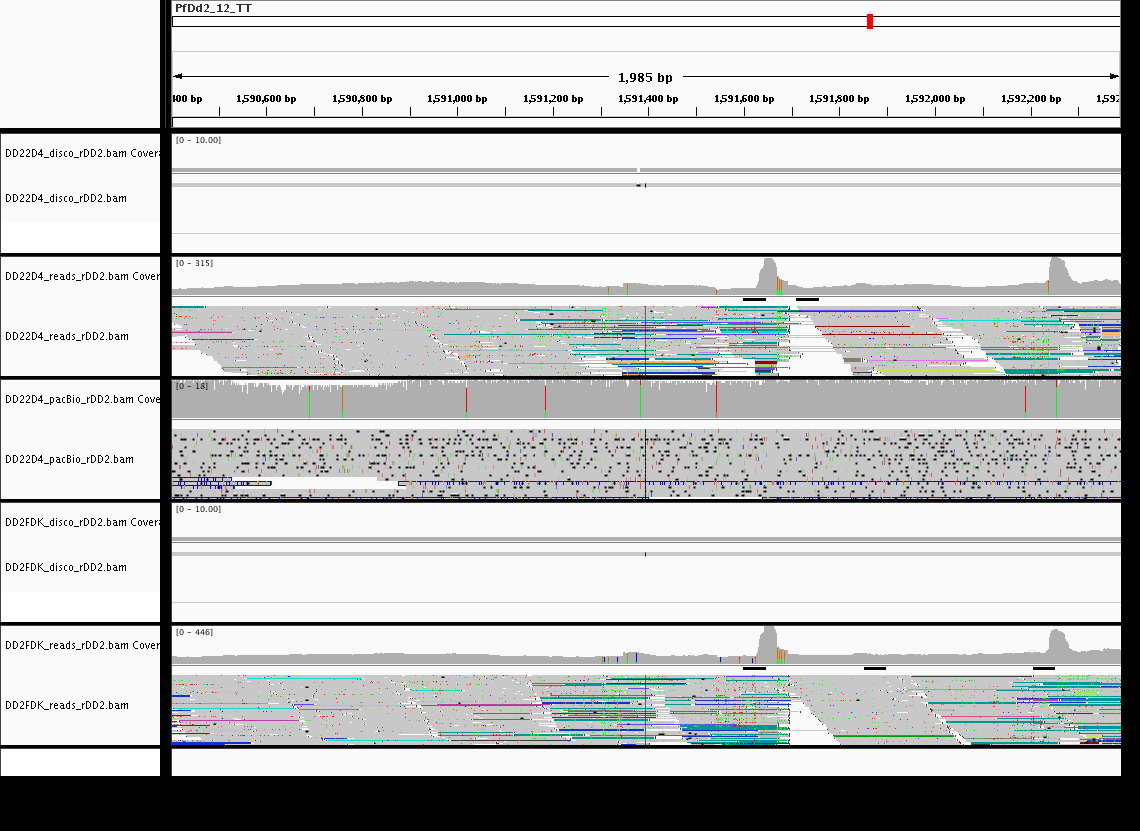 PfDd2_12_TT
1,985 bp
400 bp 1,590,600 bp 1,590,800 bp 1,591,000 bp 1,591,200 bp 1,591,400 bp 1,591,600 bp 1,591,800 bp 1,592,000 bp 1,592,200 bp 1,592
[0 - 10.00]
DD22D4_disco_rDD2.bam Covera
DD22D4_disco_rDD2.bam
[0 - 315]
DD22D4_reads_rDD2.bam Cover
DD22D4_reads_rDD2.bam
[0 - 18]
DD22D4_pacBio_rDD2.bam Cove
DD22D4_pacBio_rDD2.bam
[0 - 10.00]
DD2FDK_disco_rDD2.bam Covera
DD2FDK_disco_rDD2.bam
[0 - 446]
DD2FDK_reads_rDD2.bam Cover
DD2FDK_reads_rDD2.bam